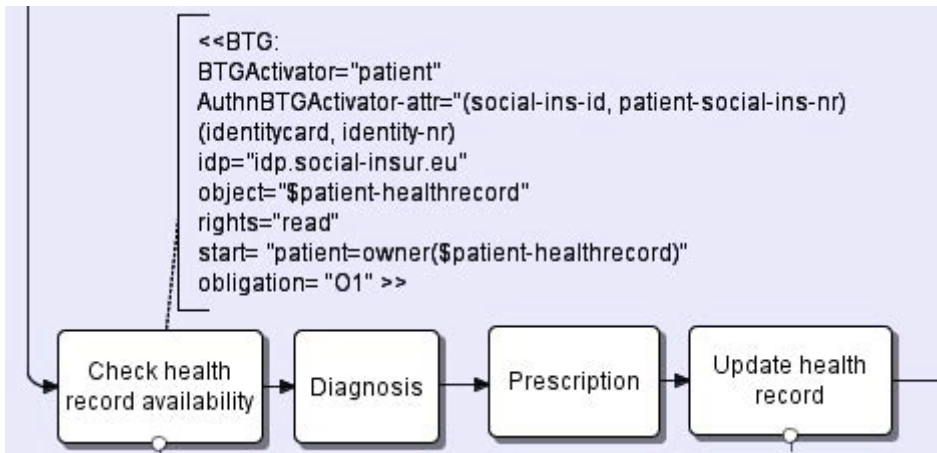 <<BTG:
BTGActivator="patient"
AuthnBTGActivator-attr="(social-ins-id, patient-social-ins-nr)
(identitycard, identity-nr)
idp="idp.social-insur.eu"
object="$patient-healthrecord"
rights="read"
start= "patient=owner($patient-healthrecord)"
obligation= "O1" >>
Check health
record availability
Diagnosis
Prescription
Update health
record